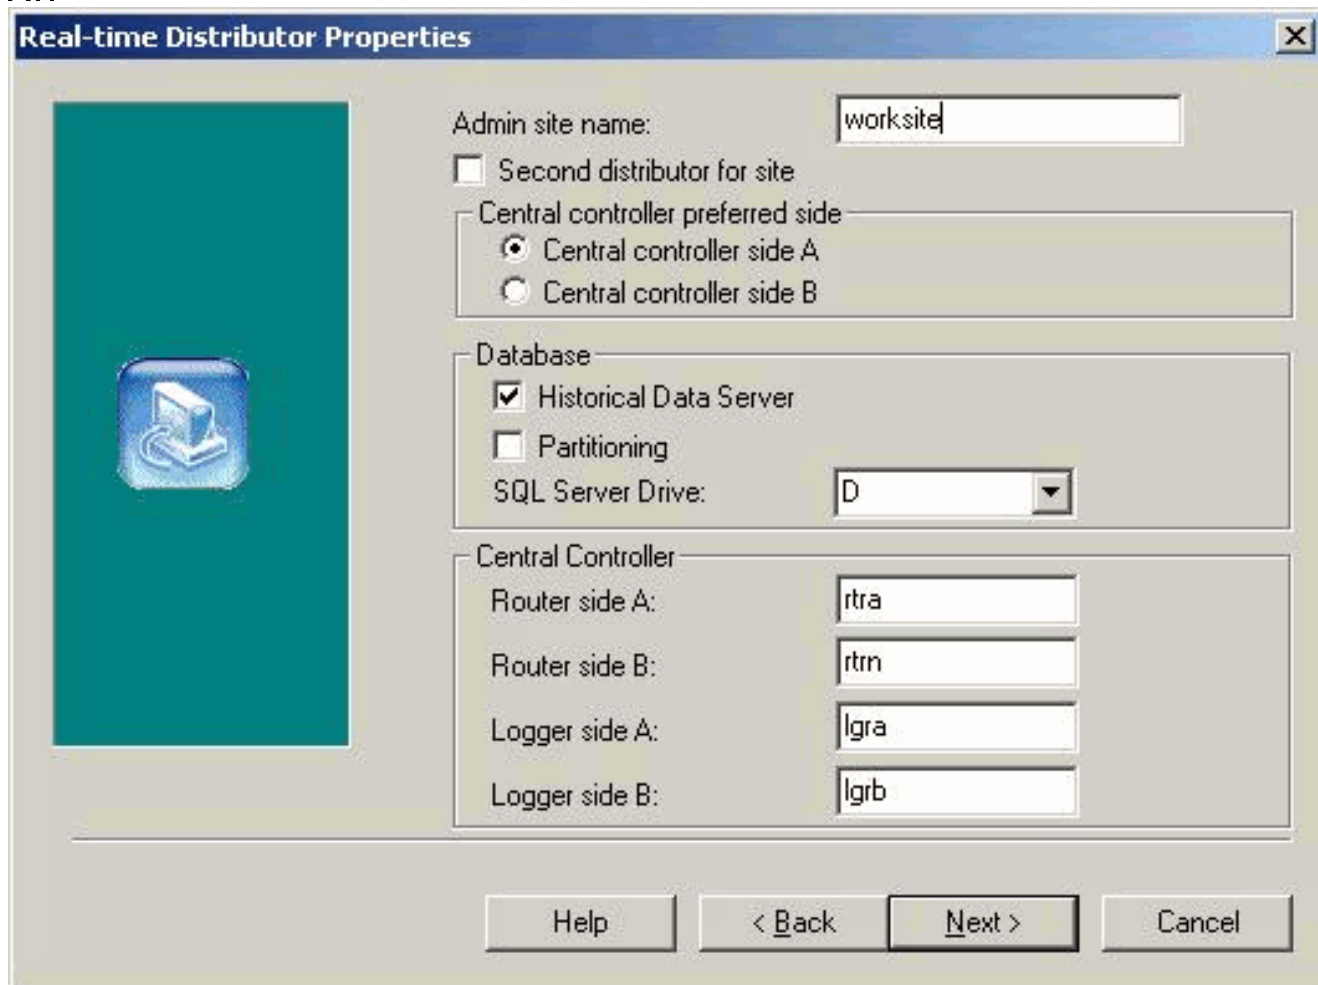 Real-time Distributor Properties
Admin site name: worksite
Second distributor for site
Central controller preferred side
Central controller side A
Central controller side B
Database
Historical Data Server
Partitioning
SQL Server Drive: D
Central Controller
Router side A: rtra
Router side B: rtrn
Logger side A: lgra
Logger side B: lgrb
Help < Back Next > Cancel